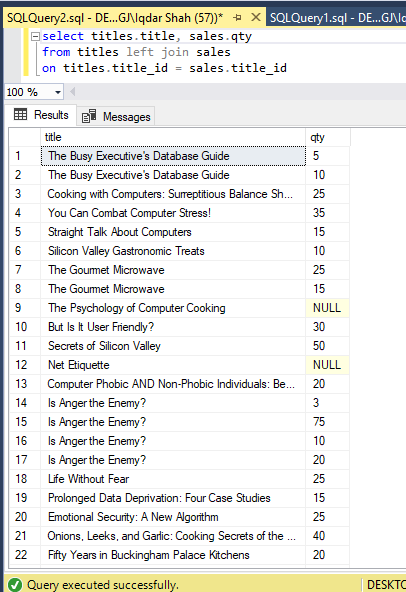 SQLQuery2.sql - DE...GJ\Iqdar Shah (57))* SQLQuery1.sql - DE...G
select titles.title, sales.qty
from titles left join sales
on titles.title_id = sales.title_id
100 %
Results Messages
title qty
1 The Busy Executive's Database Guide 5
2 The Busy Executive's Database Guide 10
3 Cooking with Computers: Surreptitious Balance Sh... 25
4 You Can Combat Computer Stress! 35
5 Straight Talk About Computers 15
6 Silicon Valley Gastronomic Treats 10
7 The Gourmet Microwave 25
8 The Gourmet Microwave 15
9 The Psychology of Computer Cooking NULL
10 But Is It User Friendly? 30
11 Secrets of Silicon Valley 50
12 Net Etiquette NULL
13 Computer Phobic AND Non-Phobic Individuals: Be... 20
14 Is Anger the Enemy? 3
15 Is Anger the Enemy? 75
16 Is Anger the Enemy? 10
17 Is Anger the Enemy? 20
18 Life Without Fear 25
19 Prolonged Data Deprivation: Four Case Studies 15
20 Emotional Security: A New Algorithm 25
21 Onions, Leeks, and Garlic: Cooking Secrets of the ... 40
22 Fifty Years in Buckingham Palace Kitchens 20
Query executed successfully. DESKTO